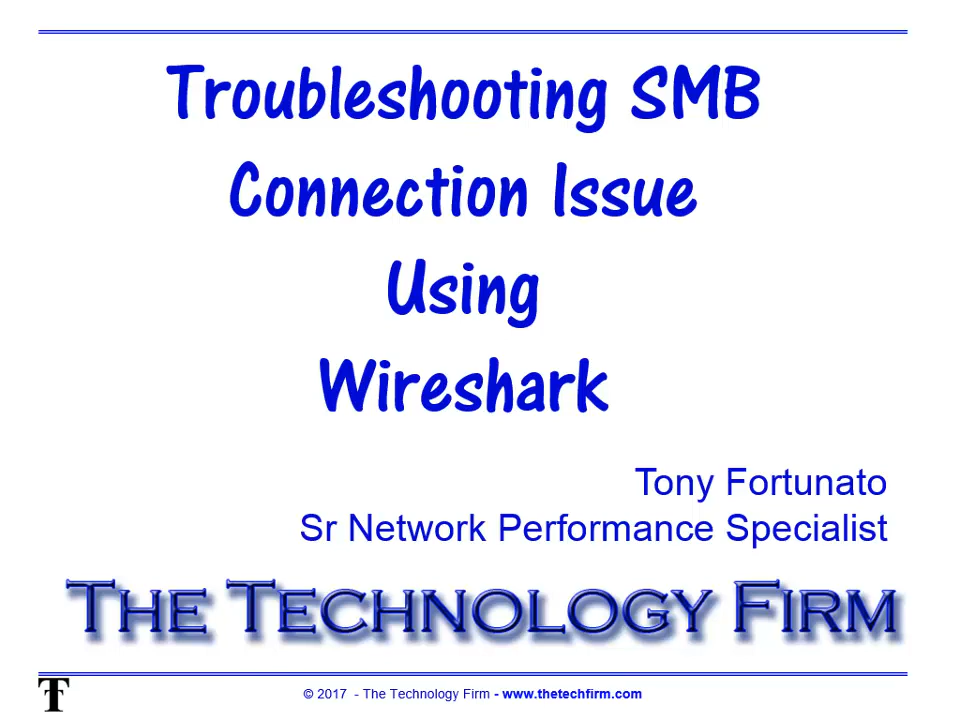 Troubleshooting SMB
Connection Issue
Using
Wireshark
Tony Fortunato
Sr Network Performance Specialist
THE TECHNOLOGY FIRM
© 2017 - The Technology Firm - www.thetechfirm.com